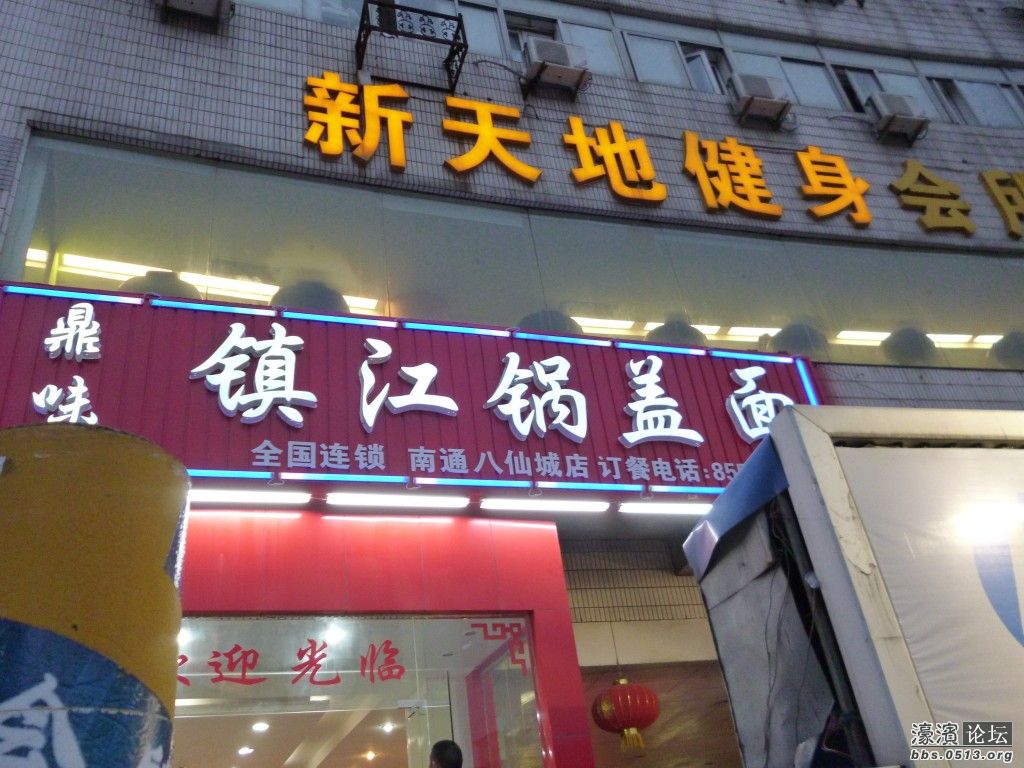 新天地健身会所
鼎味
镇江锅盖面
全国连锁 南通八仙城店 订餐电话:85
欢迎光临
濠滨论坛
bbs.0513.org